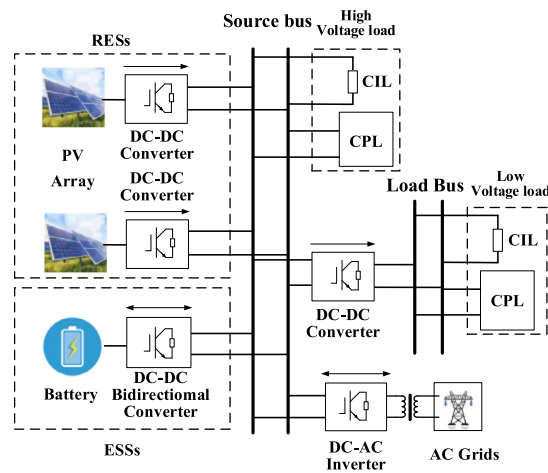 Source bus
High
Voltage load
RESs
CIL
DC-DC
Converter
CPL
PV
Array
DC-DC
Converter
Low
Voltage load
Load Bus
CIL
CPL
DC-DC
Converter
Battery
DC-DC
Bidirectional
Converter
ESSs
DC-AC
Inverter
AC Grids